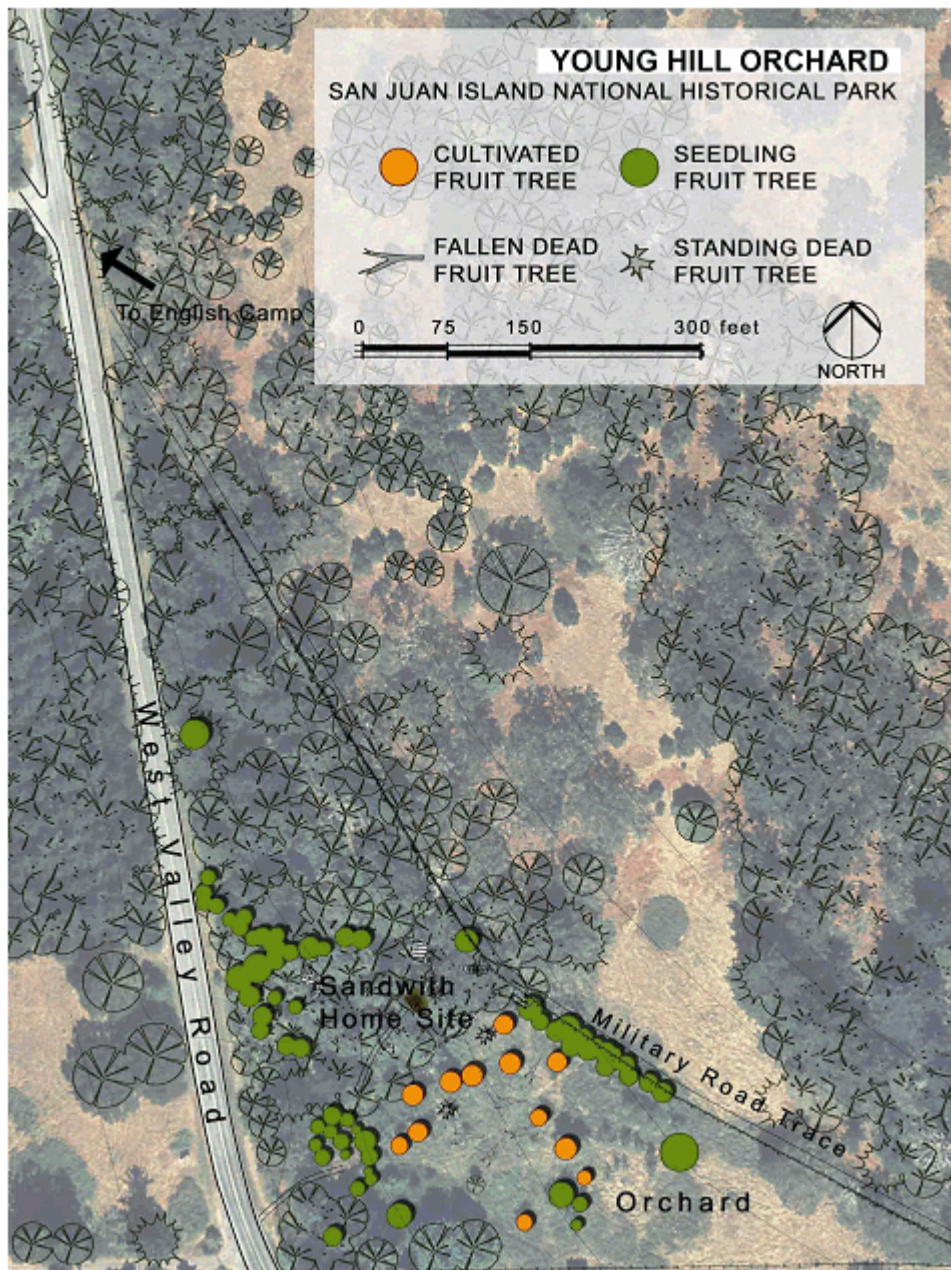 YOUNG HILL ORCHARD
SAN JUAN ISLAND NATIONAL HISTORICAL PARK
CULTIVATED
FRUIT TREE
SEEDLING
FRUIT TREE
FALLEN DEAD
FRUIT TREE
STANDING DEAD
FRUIT TREE
0 75 150 300 feet
NORTH
To English Camp
West Valley Road
Sandwith
Home Site
Military Road Trace
Orchard